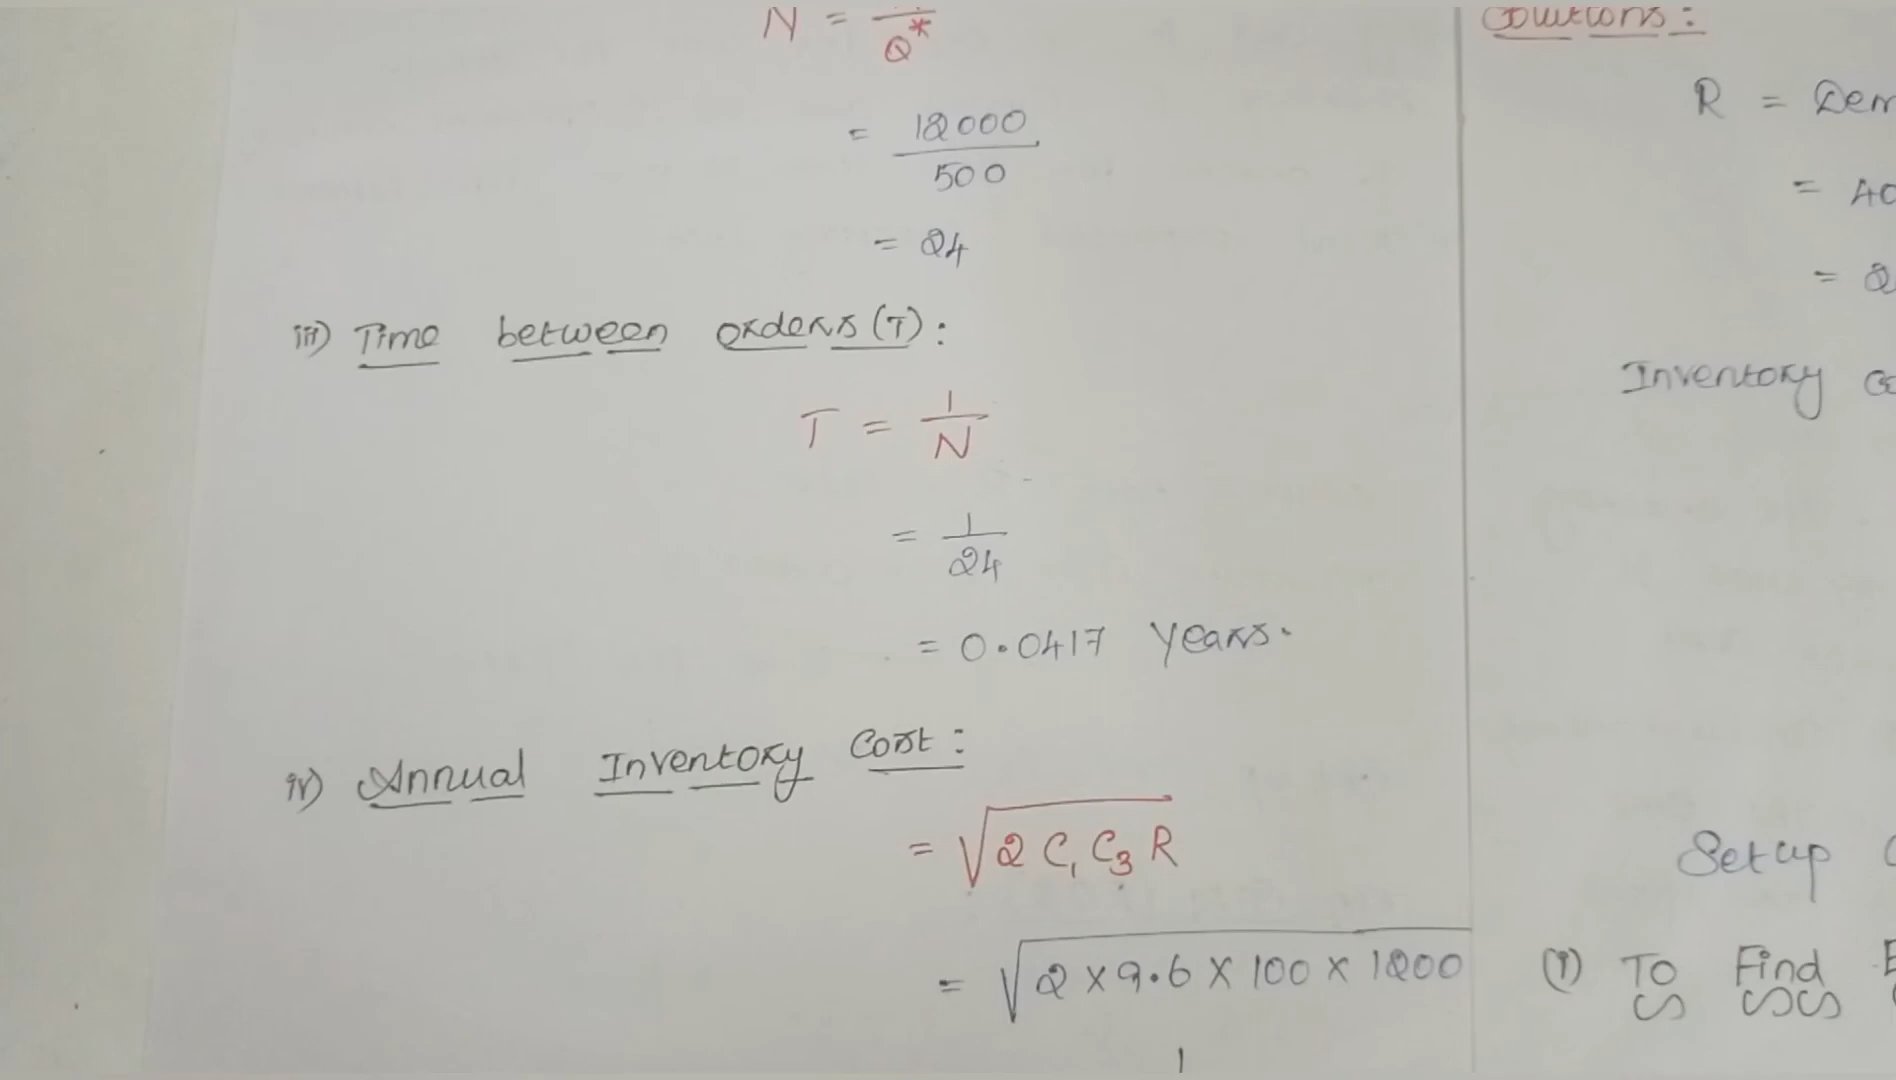 N = / Q*
= 12000 / 500
= 24
iii) Time between orders (T):
T = 1 / N
= 1 / 24
= 0.0417 years.
iv) Annual Inventory Cost:
= √2 C₁ C₃ R
= √2 × 9.6 × 100 × 1200
R =
=
=
Inventory
Setup
(i) To Find